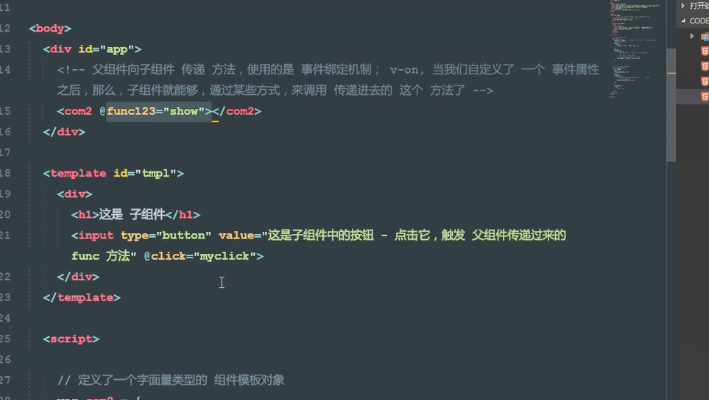 11
打开的
12 <body>
CODE
13 <div id="app">
14 <!-- 父组件向子组件 传递 方法，使用的是 事件绑定机制； v-on, 当我们自定义了 一个 事件属性
之后，那么，子组件就能够，通过某些方式，来调用 传递进去的 这个 方法了 -->
15 <com2 @func123="show"></com2>
16 </div>
17
18 <template id="tmpl">
19 <div>
20 <h1>这是 子组件</h1>
21 <input type="button" value="这是子组件中的按钮 - 点击它，触发 父组件传递过来的
func 方法" @click="myclick">
22 </div>
23 </template>
24
25 <script>
26
27 // 定义了一个字面量类型的 组件模板对象